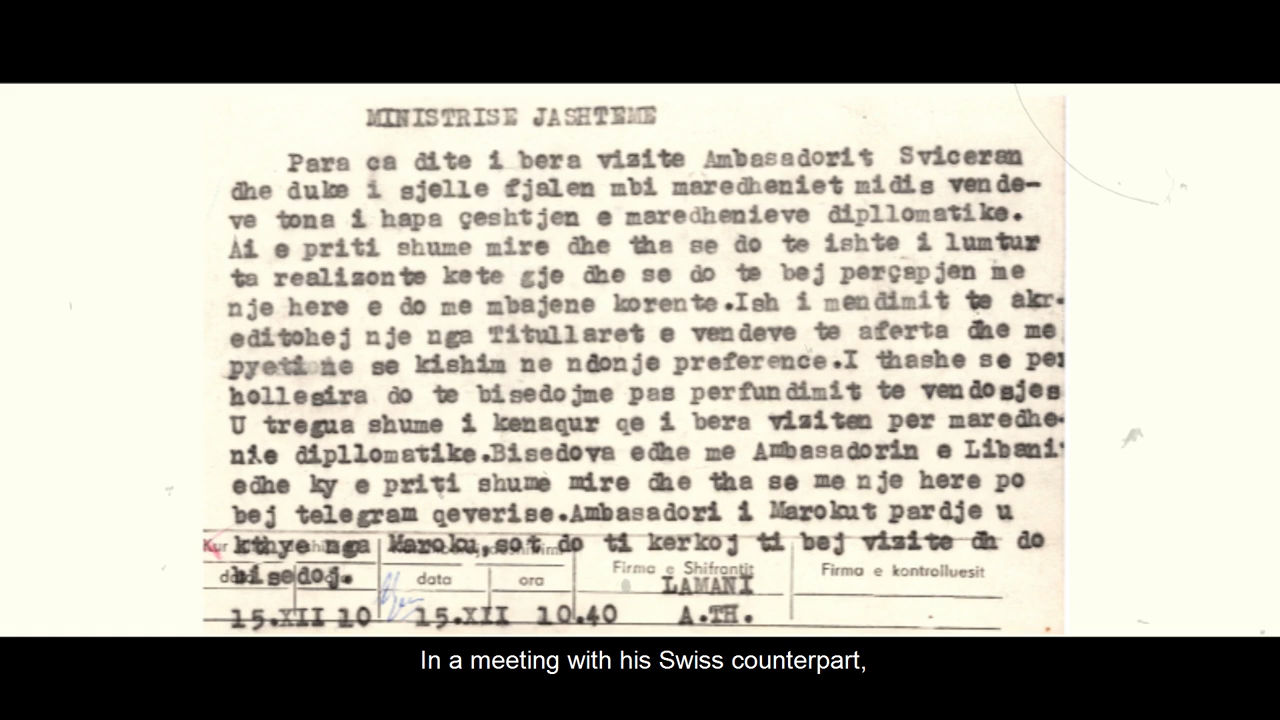 MINISTRISE JASHTEME
Para ca dite i bera vizite Ambasadorit Sviceran
dhe duke i sjelle fjalen mbi maredheniet midis vende-
ve tona i hapa çeshtjen e maredhenieve dipllomatike.
Ai e priti shume mire dhe tha se do te ishte i lumtur
ta realizonte kete gje dhe se do te bej perçapjen me
nje here e do me mbajene korente.Ish i mendimit te akr-
editohej nje nga Titullaret e vendeve te aferta dhe me
pyeti ne se kishim ne ndonje preference.I thashe se per
hollesira do te bisedojme pas perfundimit te vendosjes
U tregua shume i kenaqur qe i bera viziten per maredhe-
nie dipllomatike.Bisedova edhe me Ambasadorin e Libanit
edhe ky e priti shume mire dhe tha se me nje here po
bej telegram qeverise.Ambasadori i Marokut pardje u
Kur
kthye nga Maroku,sot do ti kerkoj ti bej vizite dh do
bisedoj.
data ora Firma e Shifrantit Firma e kontrolluesit
LAMANI
15.XII 10 15.XII 10.40 A.TH.
In a meeting with his Swiss counterpart,